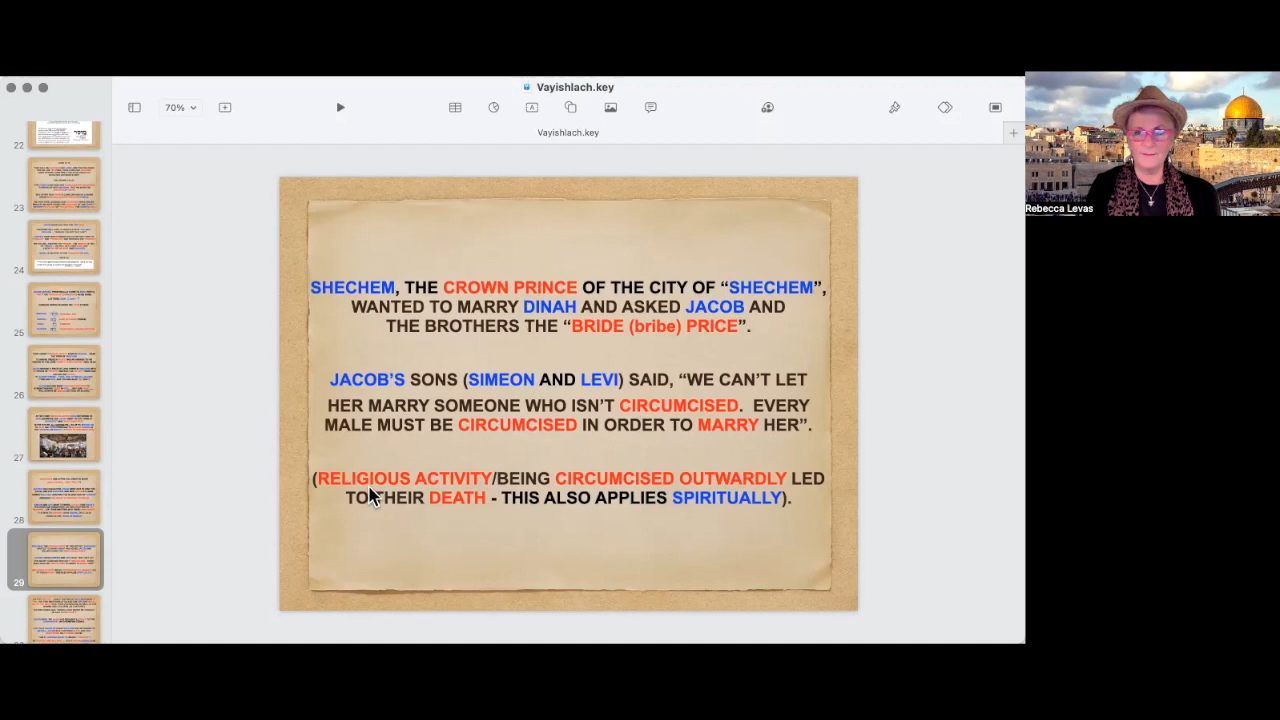 Vayishlach.key
70%
Vayishlach.key
Rebecca Levas
22
23
24
25
26
27
28
29
SHECHEM, THE CROWN PRINCE OF THE CITY OF “SHECHEM”,
WANTED TO MARRY DINAH AND ASKED JACOB AND
THE BROTHERS THE “BRIDE (bribe) PRICE”.
JACOB’S SONS (SIMEON AND LEVI) SAID, “WE CAN’T LET
HER MARRY SOMEONE WHO ISN’T CIRCUMCISED. EVERY
MALE MUST BE CIRCUMCISED IN ORDER TO MARRY HER”.
(RELIGIOUS ACTIVITY/BEING CIRCUMCISED OUTWARDLY LED
TO THEIR DEATH - THIS ALSO APPLIES SPIRITUALLY).